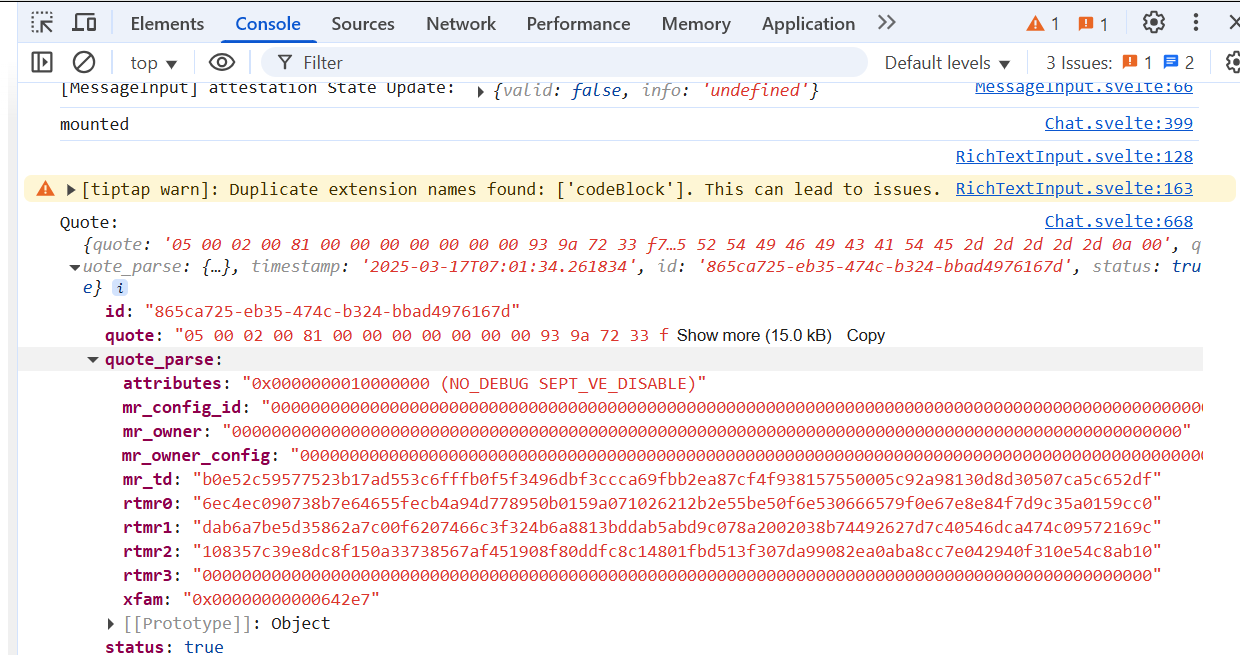 Elements Console Sources Network Performance Memory Application 1 1
top Filter Default levels 3 Issues: 1 2
[MessageInput] attestation State Update: {valid: false, info: 'undefined'} MessageInput.svelte:66
mounted Chat.svelte:399
RichTextInput.svelte:128
[tiptap warn]: Duplicate extension names found: ['codeBlock']. This can lead to issues. RichTextInput.svelte:163
Quote: Chat.svelte:668
{quote: '05 00 02 00 81 00 00 00 00 00 00 00 93 9a 72 33 f7…5 52 54 49 46 49 43 41 54 45 2d 2d 2d 2d 2d 0a 00', q
uote_parse: {…}, timestamp: '2025-03-17T07:01:34.261834', id: '865ca725-eb35-474c-b324-bbad4976167d', status: tru
e} i
id: "865ca725-eb35-474c-b324-bbad4976167d"
quote: "05 00 02 00 81 00 00 00 00 00 00 00 93 9a 72 33 f Show more (15.0 kB) Copy
quote_parse:
attributes: "0x0000000010000000 (NO_DEBUG SEPT_VE_DISABLE)"
mr_config_id:
mr_owner:
mr_owner_config:
mr_td: "b0e52c59577523b17ad553c6fffb0f5f3496dbf3ccca69fbb2ea87cf4f938157550005c92a98130d8d30507ca5c652df"
rtmr0: "6ec4ec090738b7e64655fecb4a94d778950b0159a071026212b2e55be50f6e530666579f0e67e8e84f7d9c35a0159cc0"
rtmr1: "dab6a7be5d35862a7c00f6207466c3f324b6a8813bddab5abd9c078a2002038b74492627d7c40546dca474c09572169c"
rtmr2: "108357c39e8dc8f150a33738567af451908f80ddfc8c14801fbd513f307da99082ea0aba8cc7e042940f310e54c8ab10"
rtmr3: "000000000000000000000000000000000000000000000000000000000000000000000000000000000000000000000000"
xfam: "0x00000000000642e7"
[[Prototype]]: Object
status: true